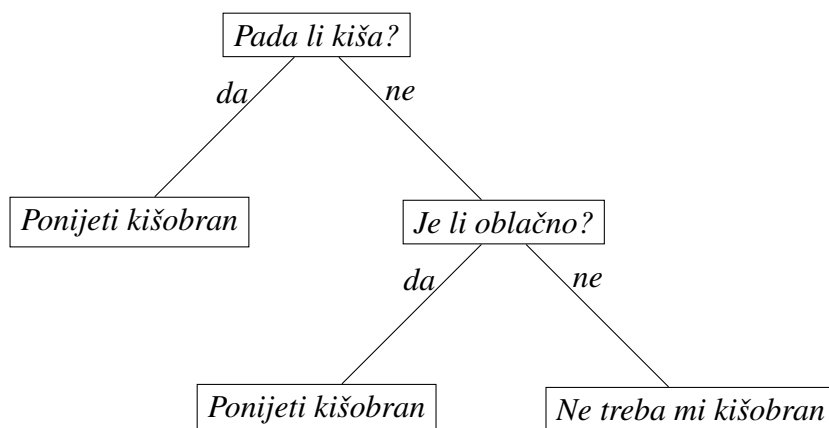 Pada li kiša?
da
ne
Ponijeti kišobran
Je li oblačno?
da
ne
Ponijeti kišobran
Ne treba mi kišobran